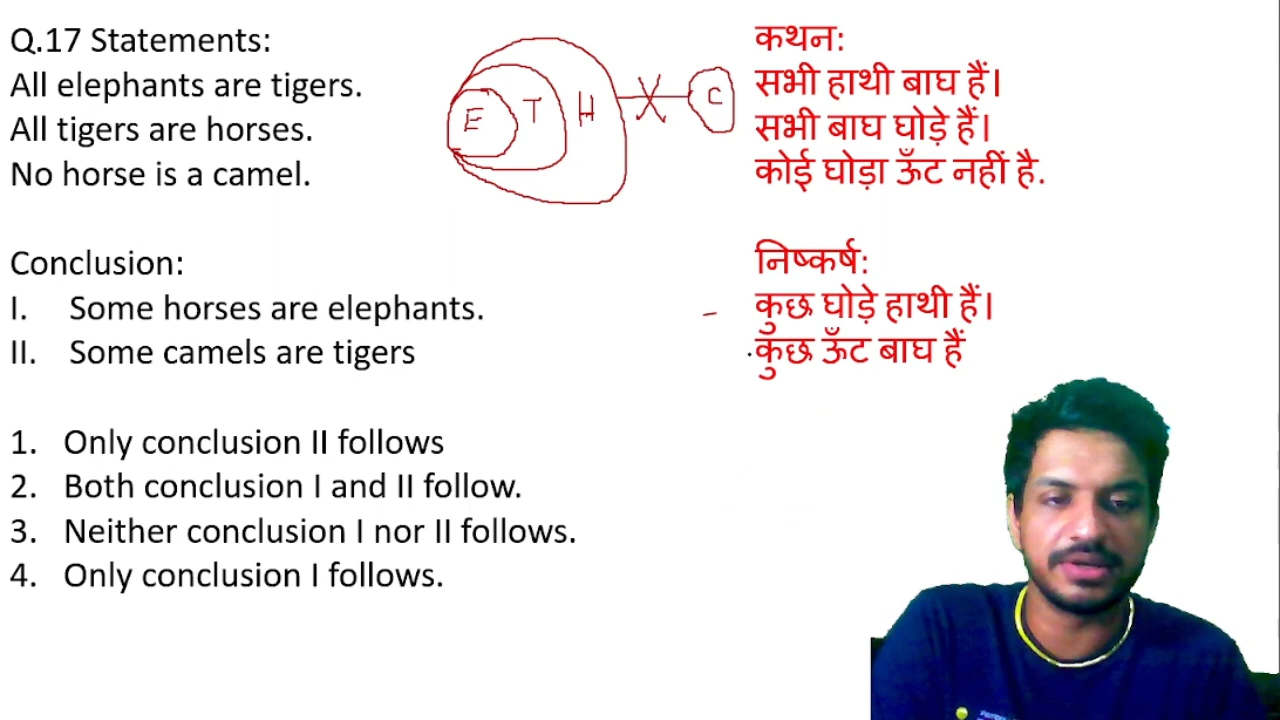 Q.17 Statements:
All elephants are tigers.
All tigers are horses.
No horse is a camel.
E T H C
कथन:
सभी हाथी बाघ हैं।
सभी बाघ घोड़े हैं।
कोई घोड़ा ऊँट नहीं है.
Conclusion:
I. Some horses are elephants.
II. Some camels are tigers
निष्कर्ष:
कुछ घोड़े हाथी हैं।
कुछ ऊँट बाघ हैं
1. Only conclusion II follows
2. Both conclusion I and II follow.
3. Neither conclusion I nor II follows.
4. Only conclusion I follows.